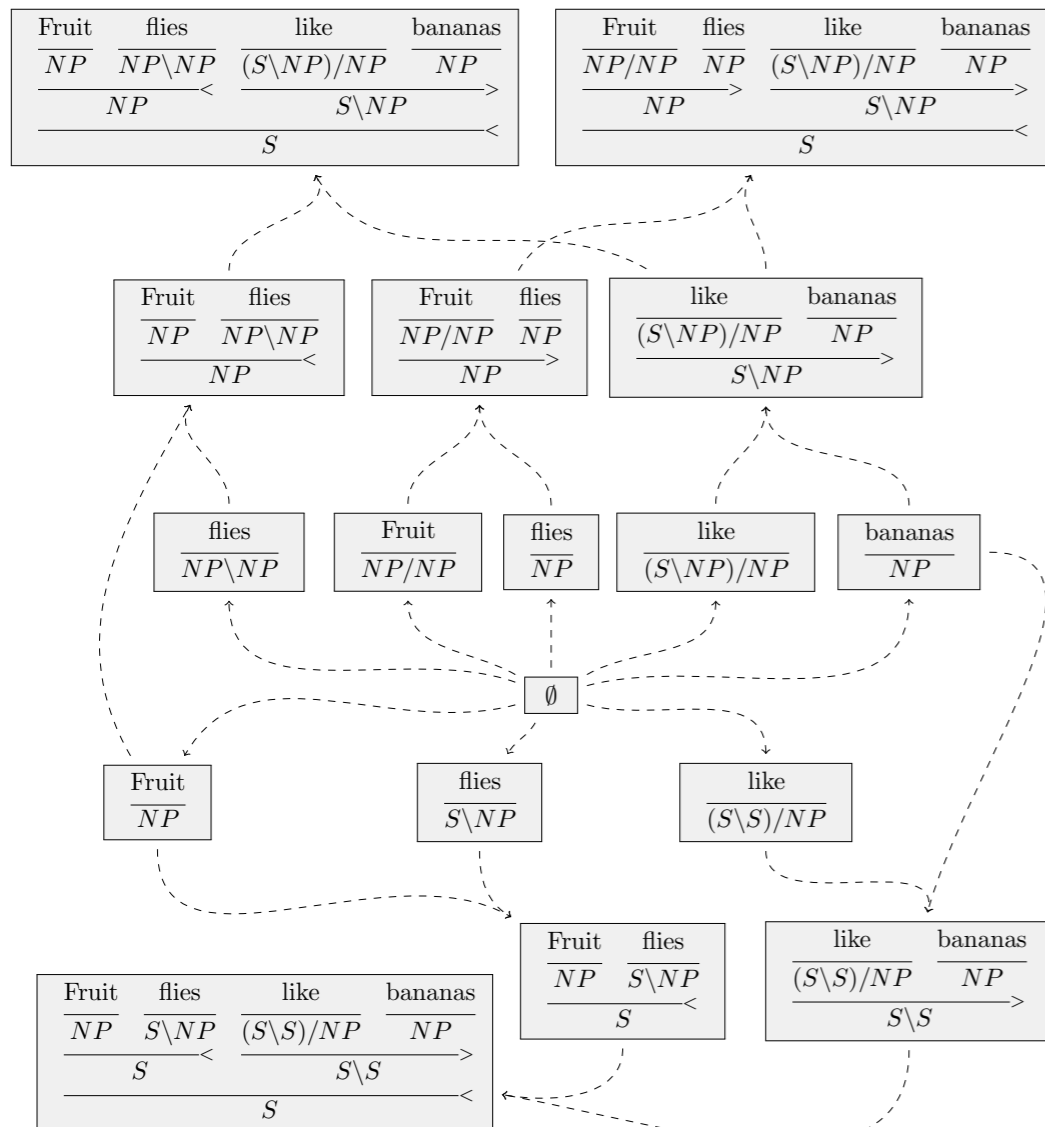 Fruit flies like bananas
NP NP\NP (S\NP)/NP NP
< >
NP S\NP
<
S
Fruit flies like bananas
NP/NP NP (S\NP)/NP NP
> >
NP S\NP
<
S
Fruit flies
NP NP\NP
<
NP
Fruit flies
NP/NP NP
>
NP
like bananas
(S\NP)/NP NP
>
S\NP
flies
NP\NP
Fruit
NP/NP
flies
NP
like
(S\NP)/NP
bananas
NP
∅
Fruit
NP
flies
S\NP
like
(S\S)/NP
Fruit flies
NP S\NP
<
S
like bananas
(S\S)/NP NP
>
S\S
Fruit flies like bananas
NP S\NP (S\S)/NP NP
< >
S S\S
<
S